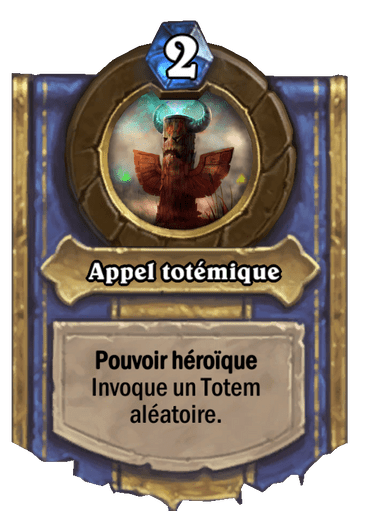 2
Appel totémique
Pouvoir héroïque
Invoque un Totem
aléatoire.